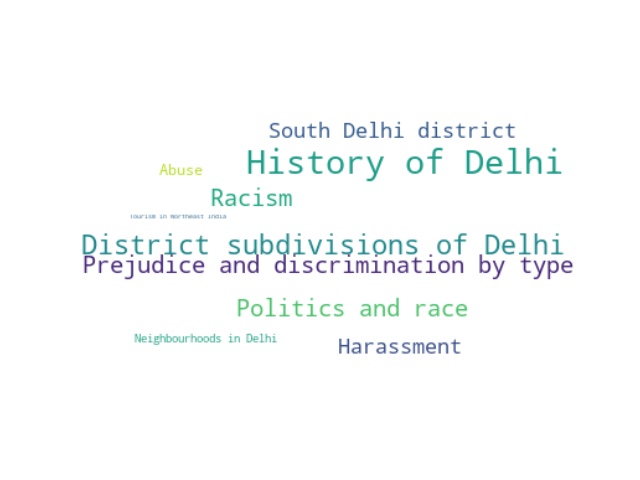 South Delhi district
History of Delhi
Abuse
Racism
Tourism in Northeast India
District subdivisions of Delhi
Prejudice and discrimination by type
Politics and race
Neighbourhoods in Delhi
Harassment